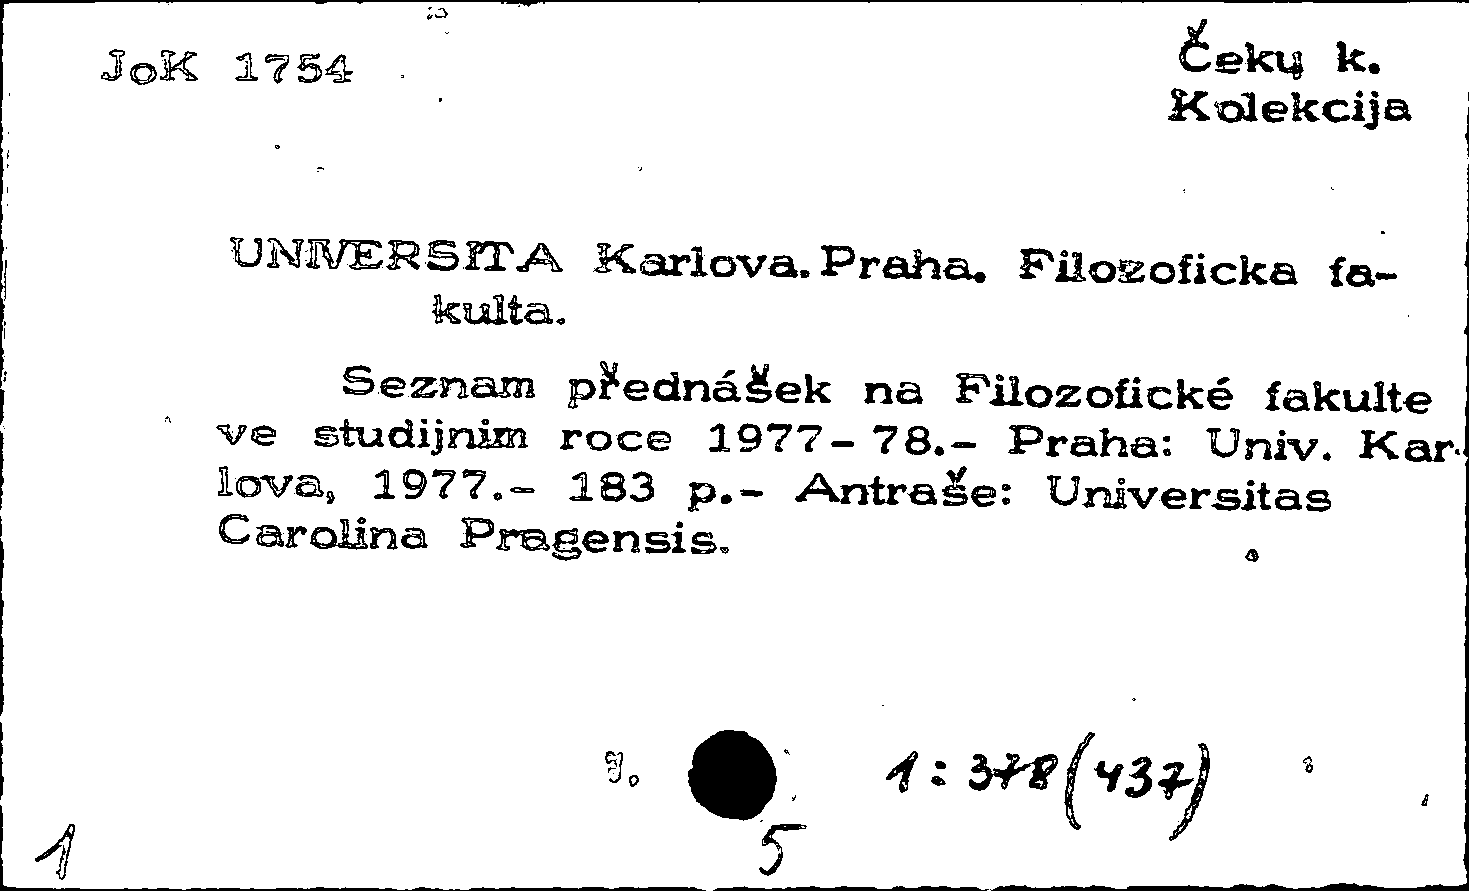 JoK 1754
Čekų k.
Kolekcija
UNIVERSITA Karlova. Praha. Filozoficka fa-
kulta.
Seznam přednášek na Filozofické fakulte
ve studijnim roce 1977-78.- Praha: Univ. Kar-
lova, 1977.- 183 p.- Antraše: Universitas
Carolina Pragensis.
1:378(437)
1
5